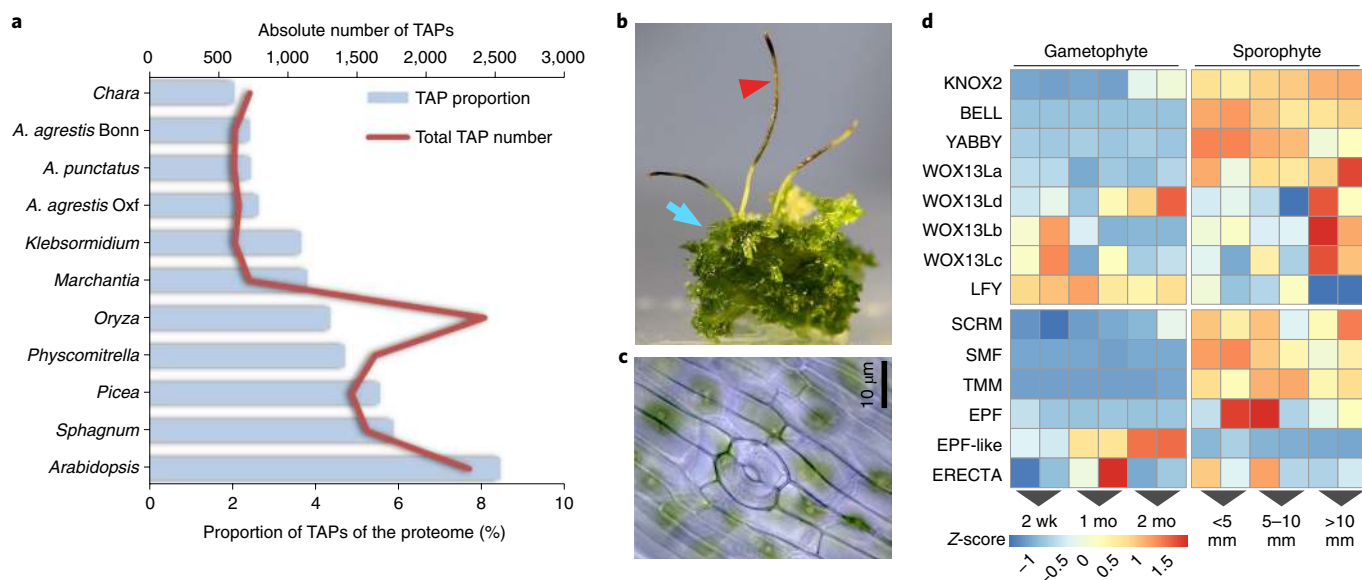 a
Absolute number of TAPs
0 500 1,000 1,500 2,000 2,500 3,000
TAP proportion
Total TAP number
Chara
A. agrestis Bonn
A. punctatus
A. agrestis Oxf
Klebsormidium
Marchantia
Oryza
Physcomitrella
Picea
Sphagnum
Arabidopsis
0 2 4 6 8 10
Proportion of TAPs of the proteome (%)
b
c
10 µm
d
Gametophyte Sporophyte
KNOX2
BELL
YABBY
WOX13La
WOX13Ld
WOX13Lb
WOX13Lc
LFY
SCRM
SMF
TMM
EPF
EPF-like
ERECTA
2 wk 1 mo 2 mo <5 mm 5–10 mm >10 mm
Z-score
−1 -0.5 0 0.5 1 1.5